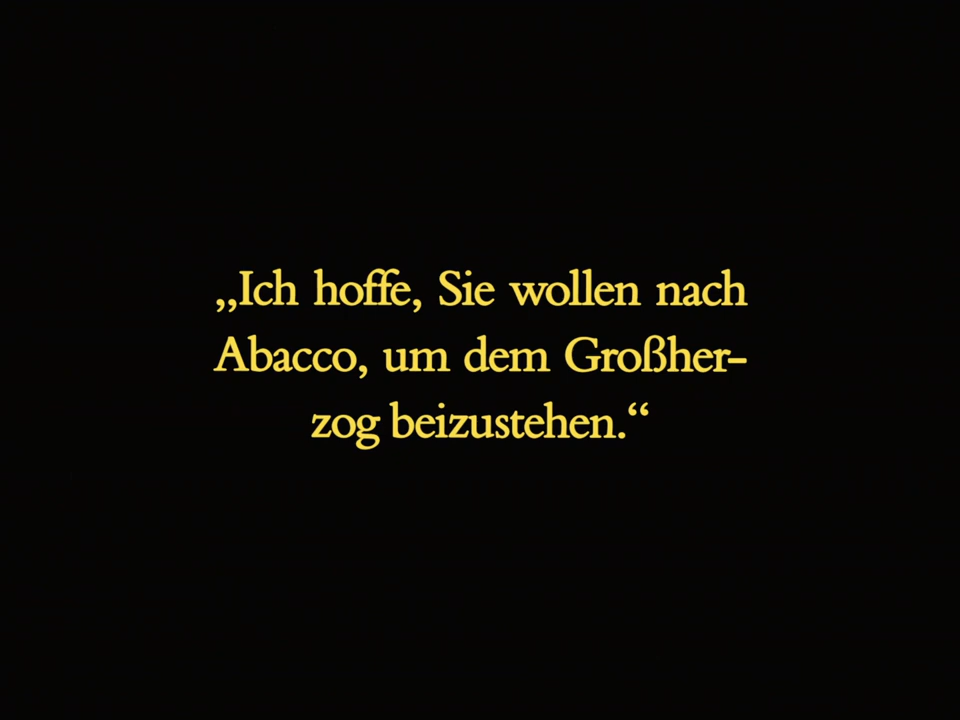 „Ich hoffe, Sie wollen nach
Abacco, um dem Großher-
zog beizustehen.“